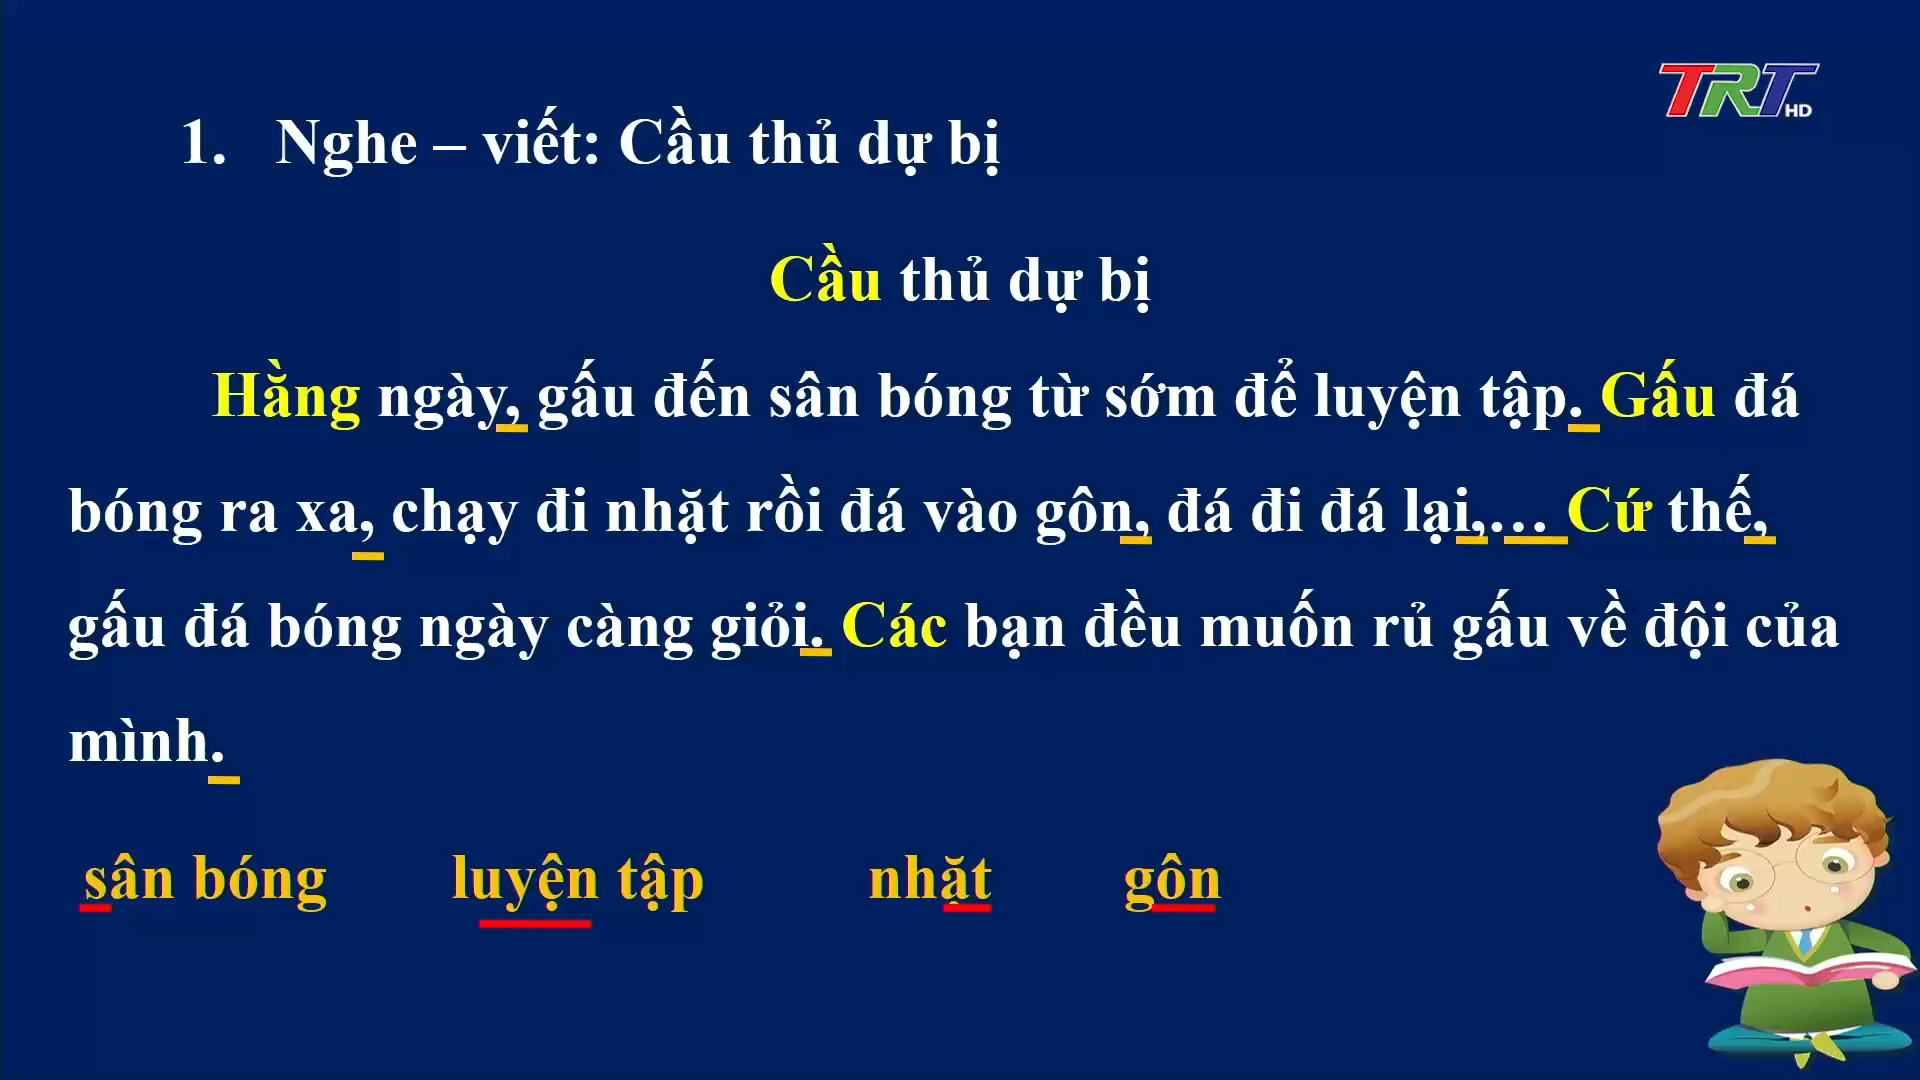 TRT HD
1. Nghe – viết: Cầu thủ dự bị
Cầu thủ dự bị
Hằng ngày, gấu đến sân bóng từ sớm để luyện tập. Gấu đá
bóng ra xa, chạy đi nhặt rồi đá vào gôn, đá đi đá lại,… Cứ thế,
gấu đá bóng ngày càng giỏi. Các bạn đều muốn rủ gấu về đội của
mình.
sân bóng luyện tập nhặt gôn